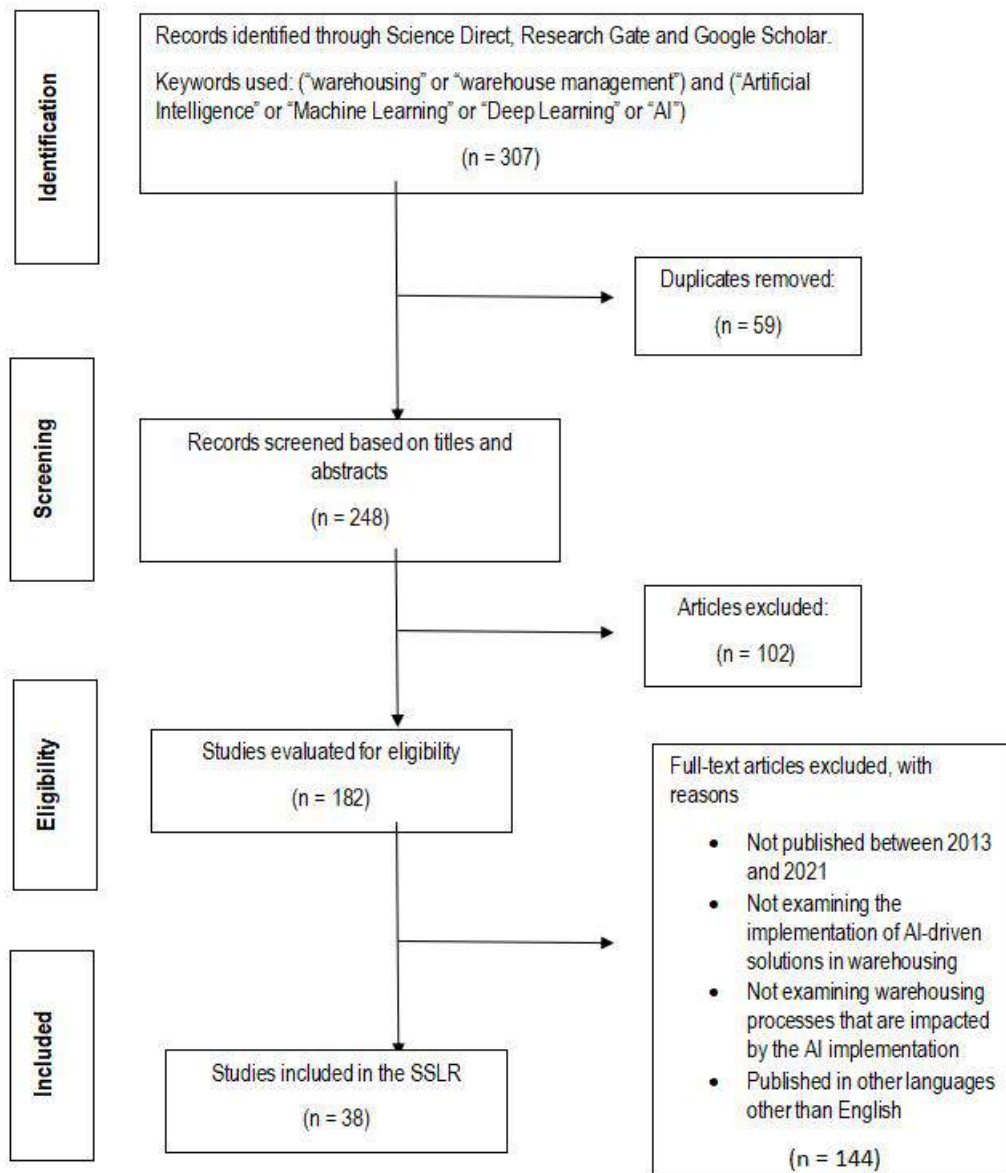 Identification
Records identified through Science Direct, Research Gate and Google Scholar.
Keywords used: (“warehousing” or “warehouse management”) and (“Artificial
Intelligence” or “Machine Learning” or “Deep Learning” or “AI”)
(n = 307)
Duplicates removed:
(n = 59)
Screening
Records screened based on titles and
abstracts
(n = 248)
Articles excluded:
(n = 102)
Eligibility
Studies evaluated for eligibility
(n = 182)
Full-text articles excluded, with
reasons
• Not published between 2013
and 2021
• Not examining the
implementation of AI-driven
solutions in warehousing
• Not examining warehousing
processes that are impacted
by the AI implementation
• Published in other languages
other than English
(n = 144)
Included
Studies included in the SSLR
(n = 38)